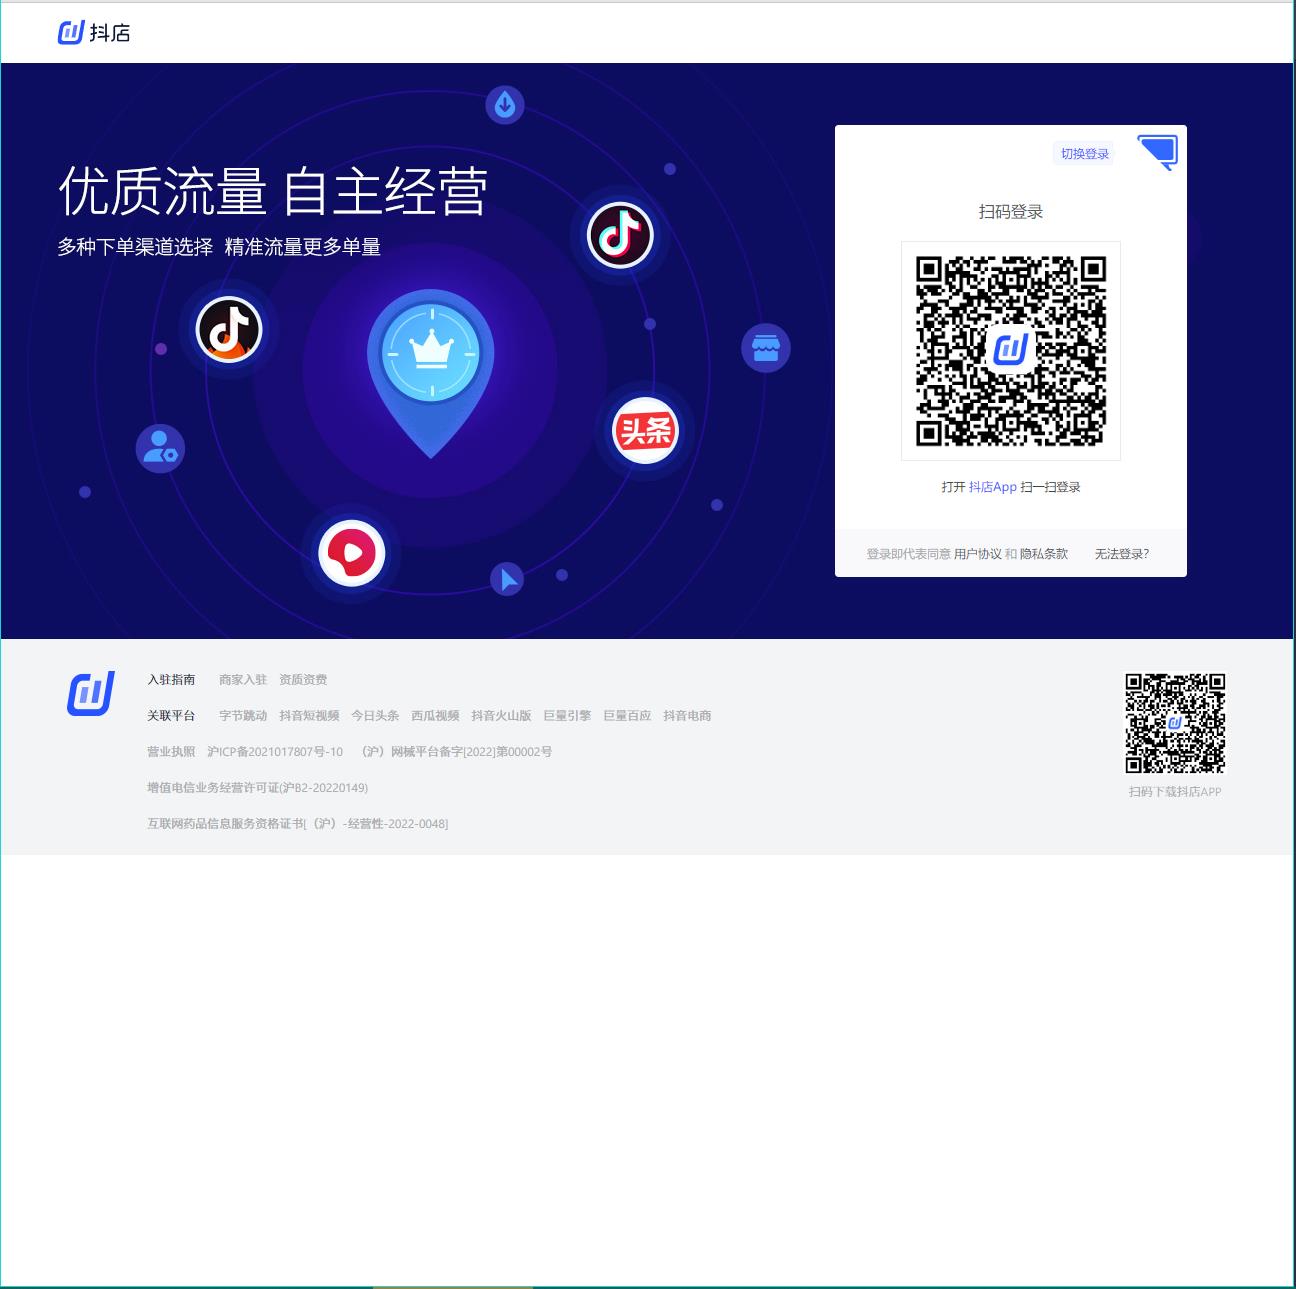 抖店
优质流量 自主经营
多种下单渠道选择 精准流量更多单量
头条
切换登录
扫码登录
打开 抖店App 扫一扫登录
登录即代表同意 用户协议 和 隐私条款 无法登录?
入驻指南 商家入驻 资质资费
关联平台 字节跳动 抖音短视频 今日头条 西瓜视频 抖音火山版 巨量引擎 巨量百应 抖音电商
营业执照 沪ICP备2021017807号-10 （沪）网械平台备字[2022]第00002号
增值电信业务经营许可证(沪B2-20220149)
互联网药品信息服务资格证书[（沪）-经营性-2022-0048]
扫码下载抖店APP